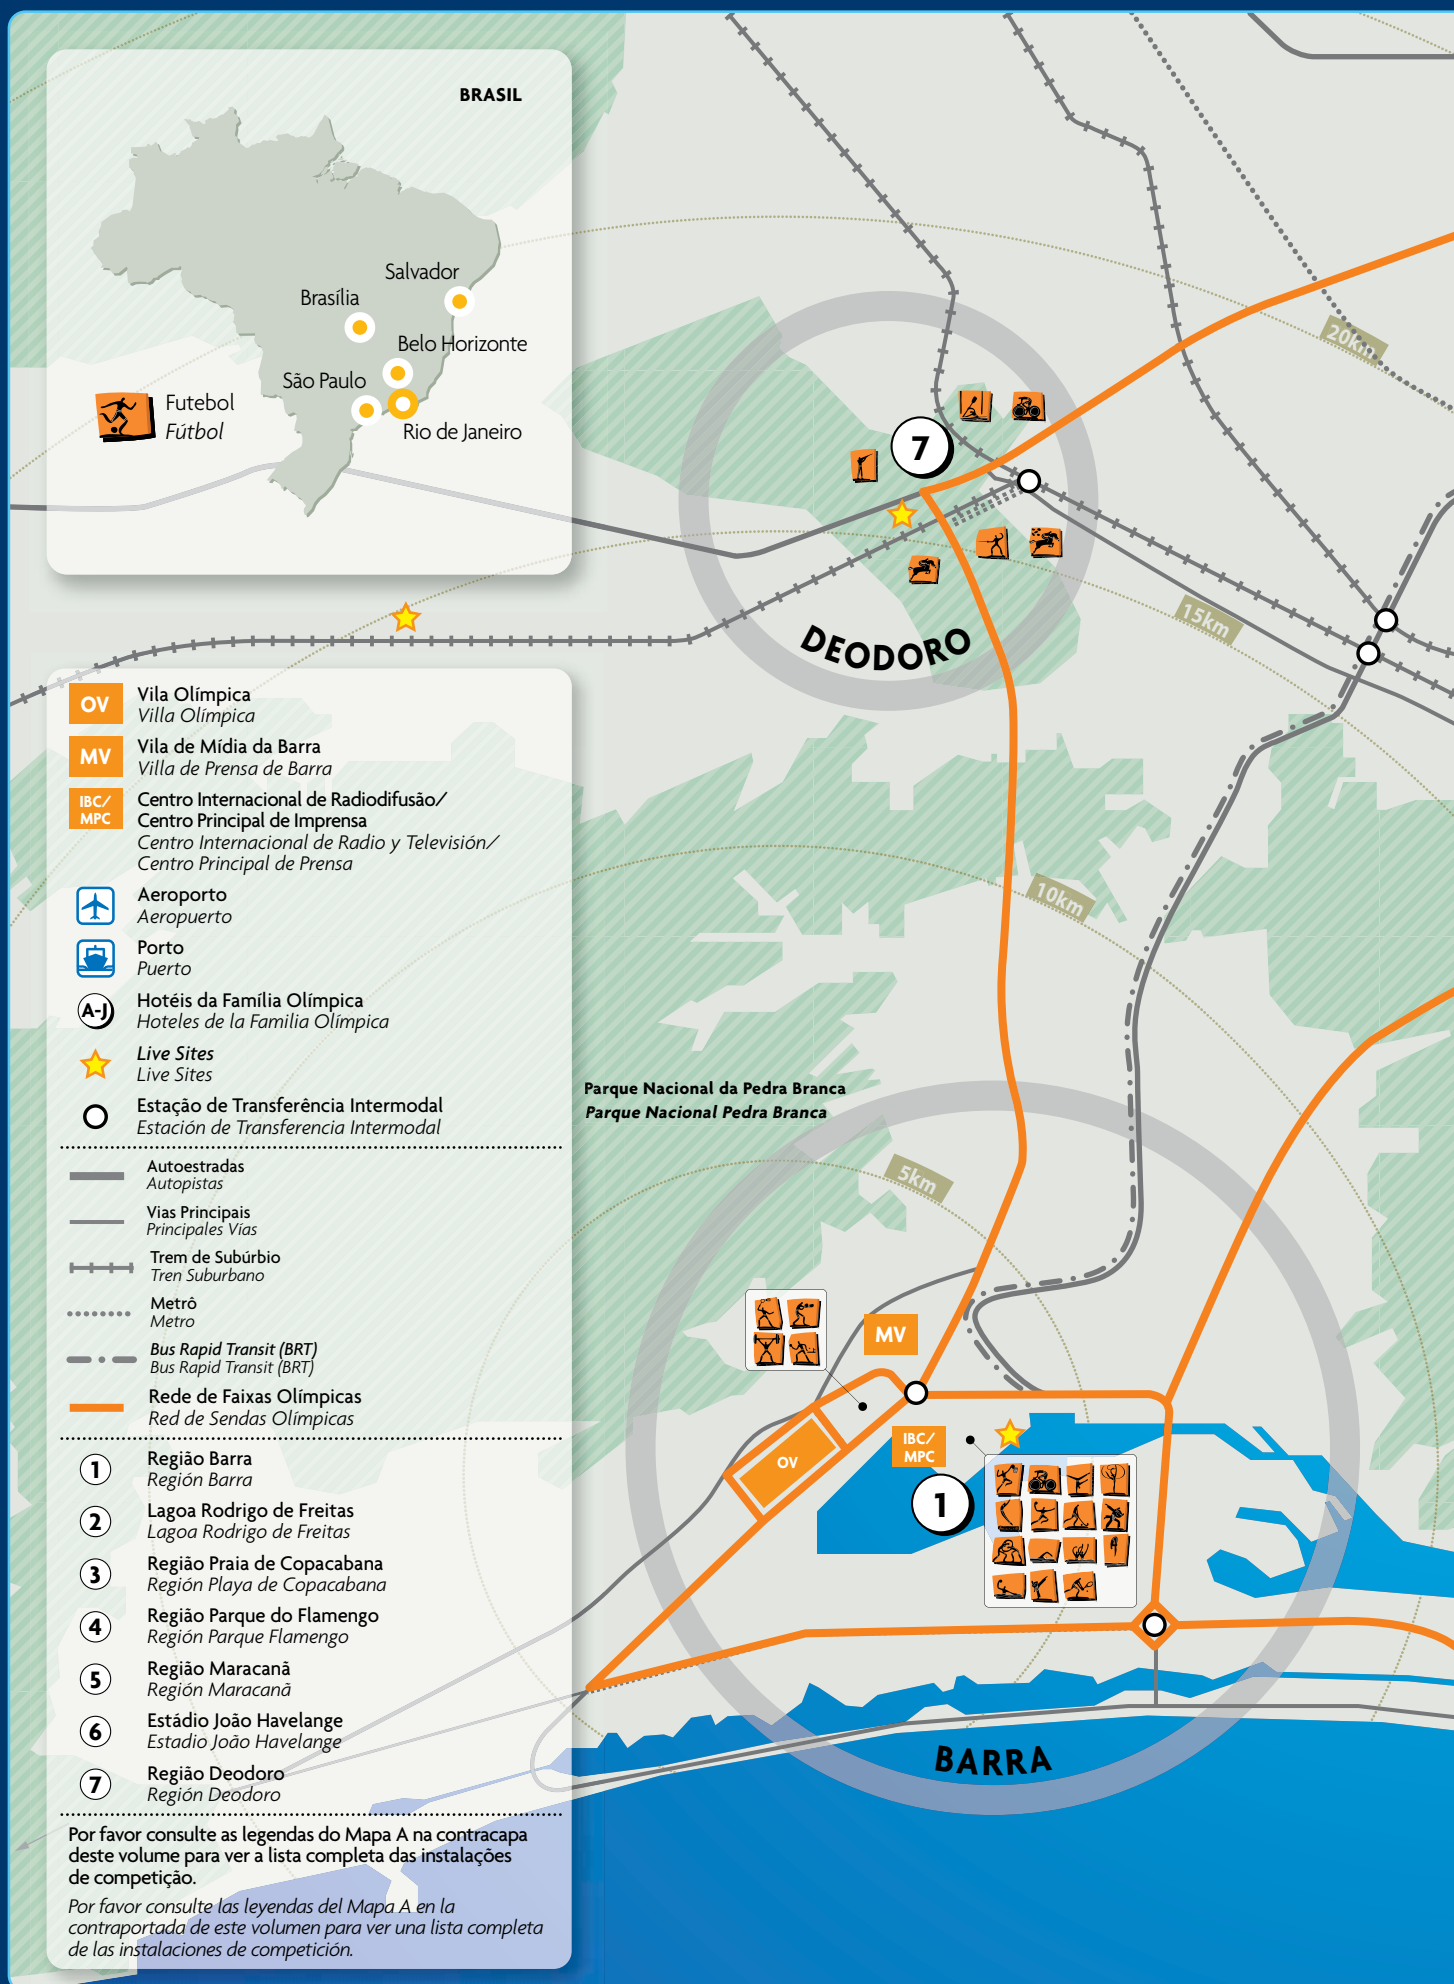 BRASIL
Salvador
Brasília
Belo Horizonte
São Paulo
Rio de Janeiro
Futebol
Fútbol
20km
7
15km
DEODORO
OV
Vila Olímpica
Villa Olímpica
MV
Vila de Mídia da Barra
Villa de Prensa de Barra
IBC/
MPC
Centro Internacional de Radiodifusão/
Centro Principal de Imprensa
Centro Internacional de Radio y Televisión/
Centro Principal de Prensa
Aeroporto
Aeropuerto
Porto
Puerto
A-J
Hotéis da Família Olímpica
Hoteles de la Familia Olímpica
Live Sites
Live Sites
Estação de Transferência Intermodal
Estación de Transferencia Intermodal
Autoestradas
Autopistas
Vias Principais
Principales Vías
Trem de Subúrbio
Tren Suburbano
Metrô
Metro
Bus Rapid Transit (BRT)
Bus Rapid Transit (BRT)
Rede de Faixas Olímpicas
Red de Sendas Olímpicas
1
Região Barra
Región Barra
2
Lagoa Rodrigo de Freitas
Lagoa Rodrigo de Freitas
3
Região Praia de Copacabana
Región Playa de Copacabana
4
Região Parque do Flamengo
Región Parque Flamengo
5
Região Maracanã
Región Maracanã
6
Estádio João Havelange
Estadio João Havelange
7
Região Deodoro
Región Deodoro
Por favor consulte as legendas do Mapa A na contracapa
deste volume para ver a lista completa das instalações
de competição.
Por favor consulte las leyendas del Mapa A en la
contraportada de este volumen para ver una lista completa
de las instalaciones de competición.
10km
Parque Nacional da Pedra Branca
Parque Nacional Pedra Branca
5km
MV
IBC/
MPC
OV
1
BARRA